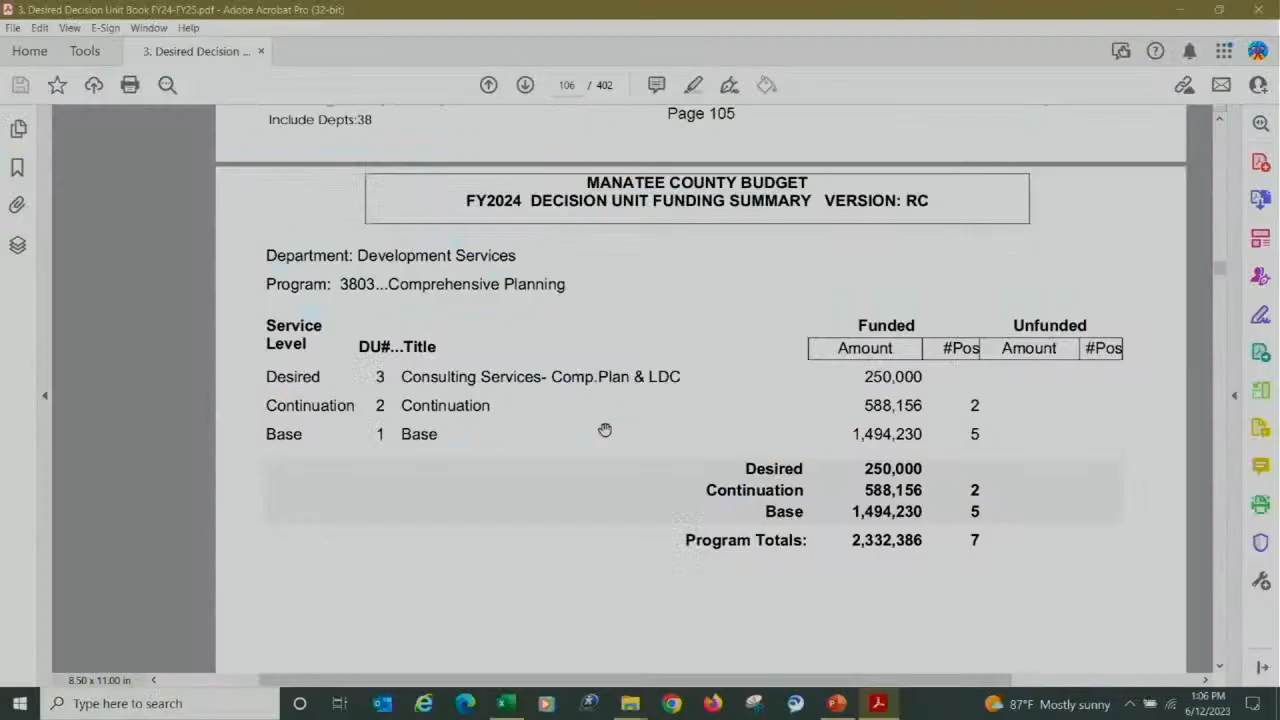 3. Desired Decision Unit Book FY24-FY25.pdf - Adobe Acrobat Pro (32-bit)
File Edit View E-Sign Window Help
Home Tools 3. Desired Decision ... ×
106 / 402
Include Depts:38
Page 105
MANATEE COUNTY BUDGET
FY2024 DECISION UNIT FUNDING SUMMARY VERSION: RC
Department: Development Services
Program: 3803...Comprehensive Planning
Service Level DU#...Title Funded Unfunded
Amount #Pos Amount #Pos
Desired 3 Consulting Services- Comp.Plan & LDC 250,000
Continuation 2 Continuation 588,156 2
Base 1 Base 1,494,230 5
Desired 250,000
Continuation 588,156 2
Base 1,494,230 5
Program Totals: 2,332,386 7
8.50 x 11.00 in
Type here to search
87°F Mostly sunny
1:06 PM
6/12/2023